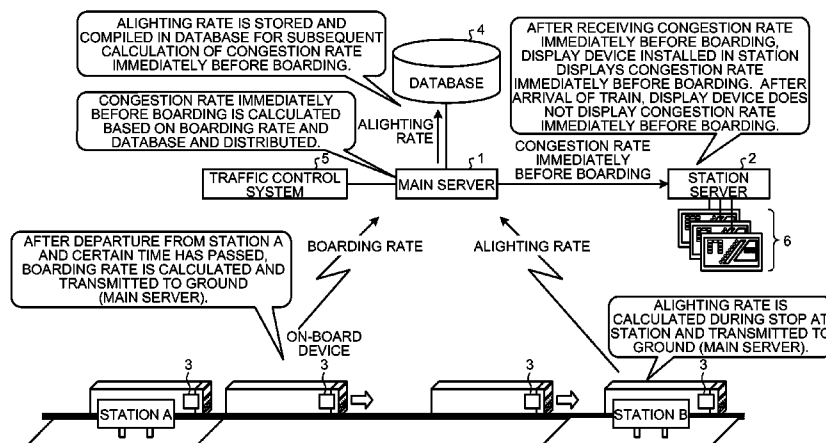 ALIGHTING RATE IS STORED AND
COMPILED IN DATABASE FOR SUBSEQUENT
CALCULATION OF CONGESTION RATE
IMMEDIATELY BEFORE BOARDING.
4
DATABASE
AFTER RECEIVING CONGESTION RATE
IMMEDIATELY BEFORE BOARDING,
DISPLAY DEVICE INSTALLED IN STATION
DISPLAYS CONGESTION RATE
IMMEDIATELY BEFORE BOARDING. AFTER
ARRIVAL OF TRAIN, DISPLAY DEVICE DOES
NOT DISPLAY CONGESTION RATE
IMMEDIATELY BEFORE BOARDING.
CONGESTION RATE IMMEDIATELY
BEFORE BOARDING IS CALCULATED
BASED ON BOARDING RATE AND
DATABASE AND DISTRIBUTED.
ALIGHTING
RATE
5
TRAFFIC CONTROL
SYSTEM
1
MAIN SERVER
CONGESTION RATE
IMMEDIATELY
BEFORE BOARDING
2
STATION
SERVER
6
AFTER DEPARTURE FROM STATION A
AND CERTAIN TIME HAS PASSED,
BOARDING RATE IS CALCULATED AND
TRANSMITTED TO GROUND
(MAIN SERVER).
BOARDING RATE
ALIGHTING RATE
ALIGHTING RATE IS
CALCULATED DURING STOP AT
STATION AND TRANSMITTED TO
GROUND (MAIN SERVER).
ON-BOARD
DEVICE
3
3
3
3
STATION A
STATION B